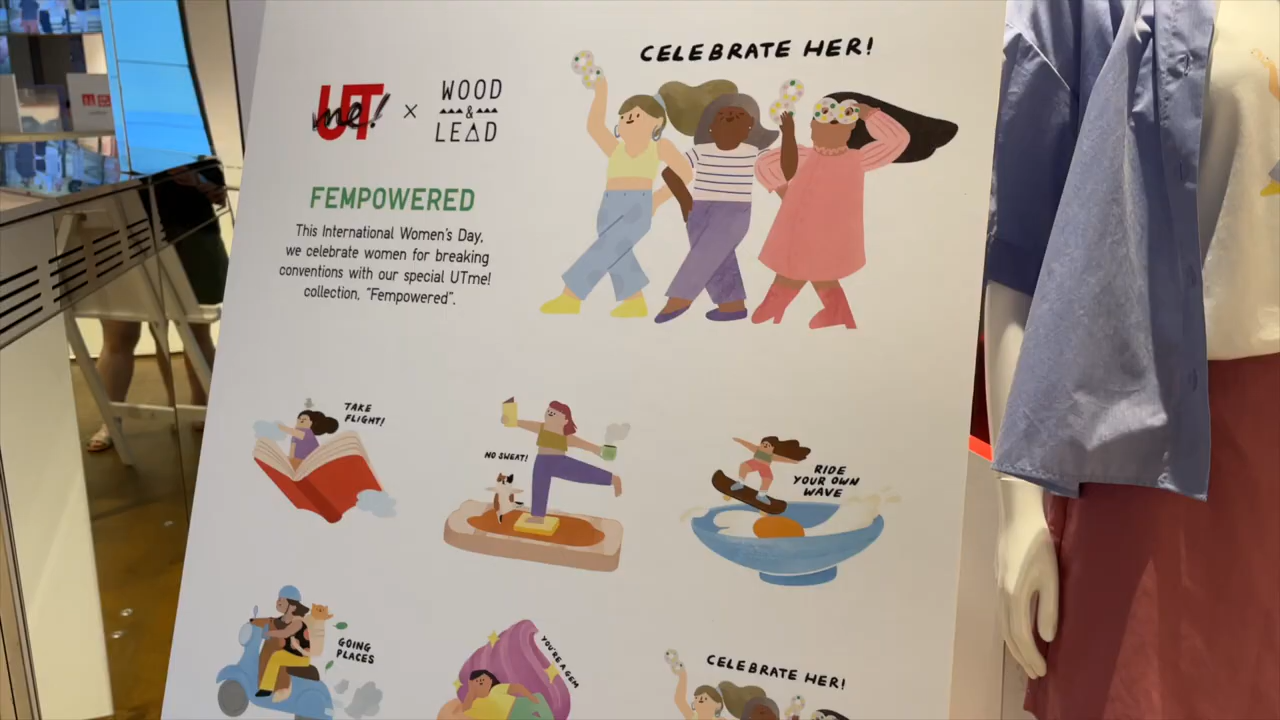 UT
me!
×
WOOD
&
LEAD
FEMPOWERED
This International Women's Day,
we celebrate women for breaking
conventions with our special UTme!
collection, "Fempowered".
CELEBRATE HER!
TAKE
FLIGHT!
NO SWEAT!
RIDE
YOUR OWN
WAVE
GOING
PLACES
YOU'RE A GEM
CELEBRATE HER!